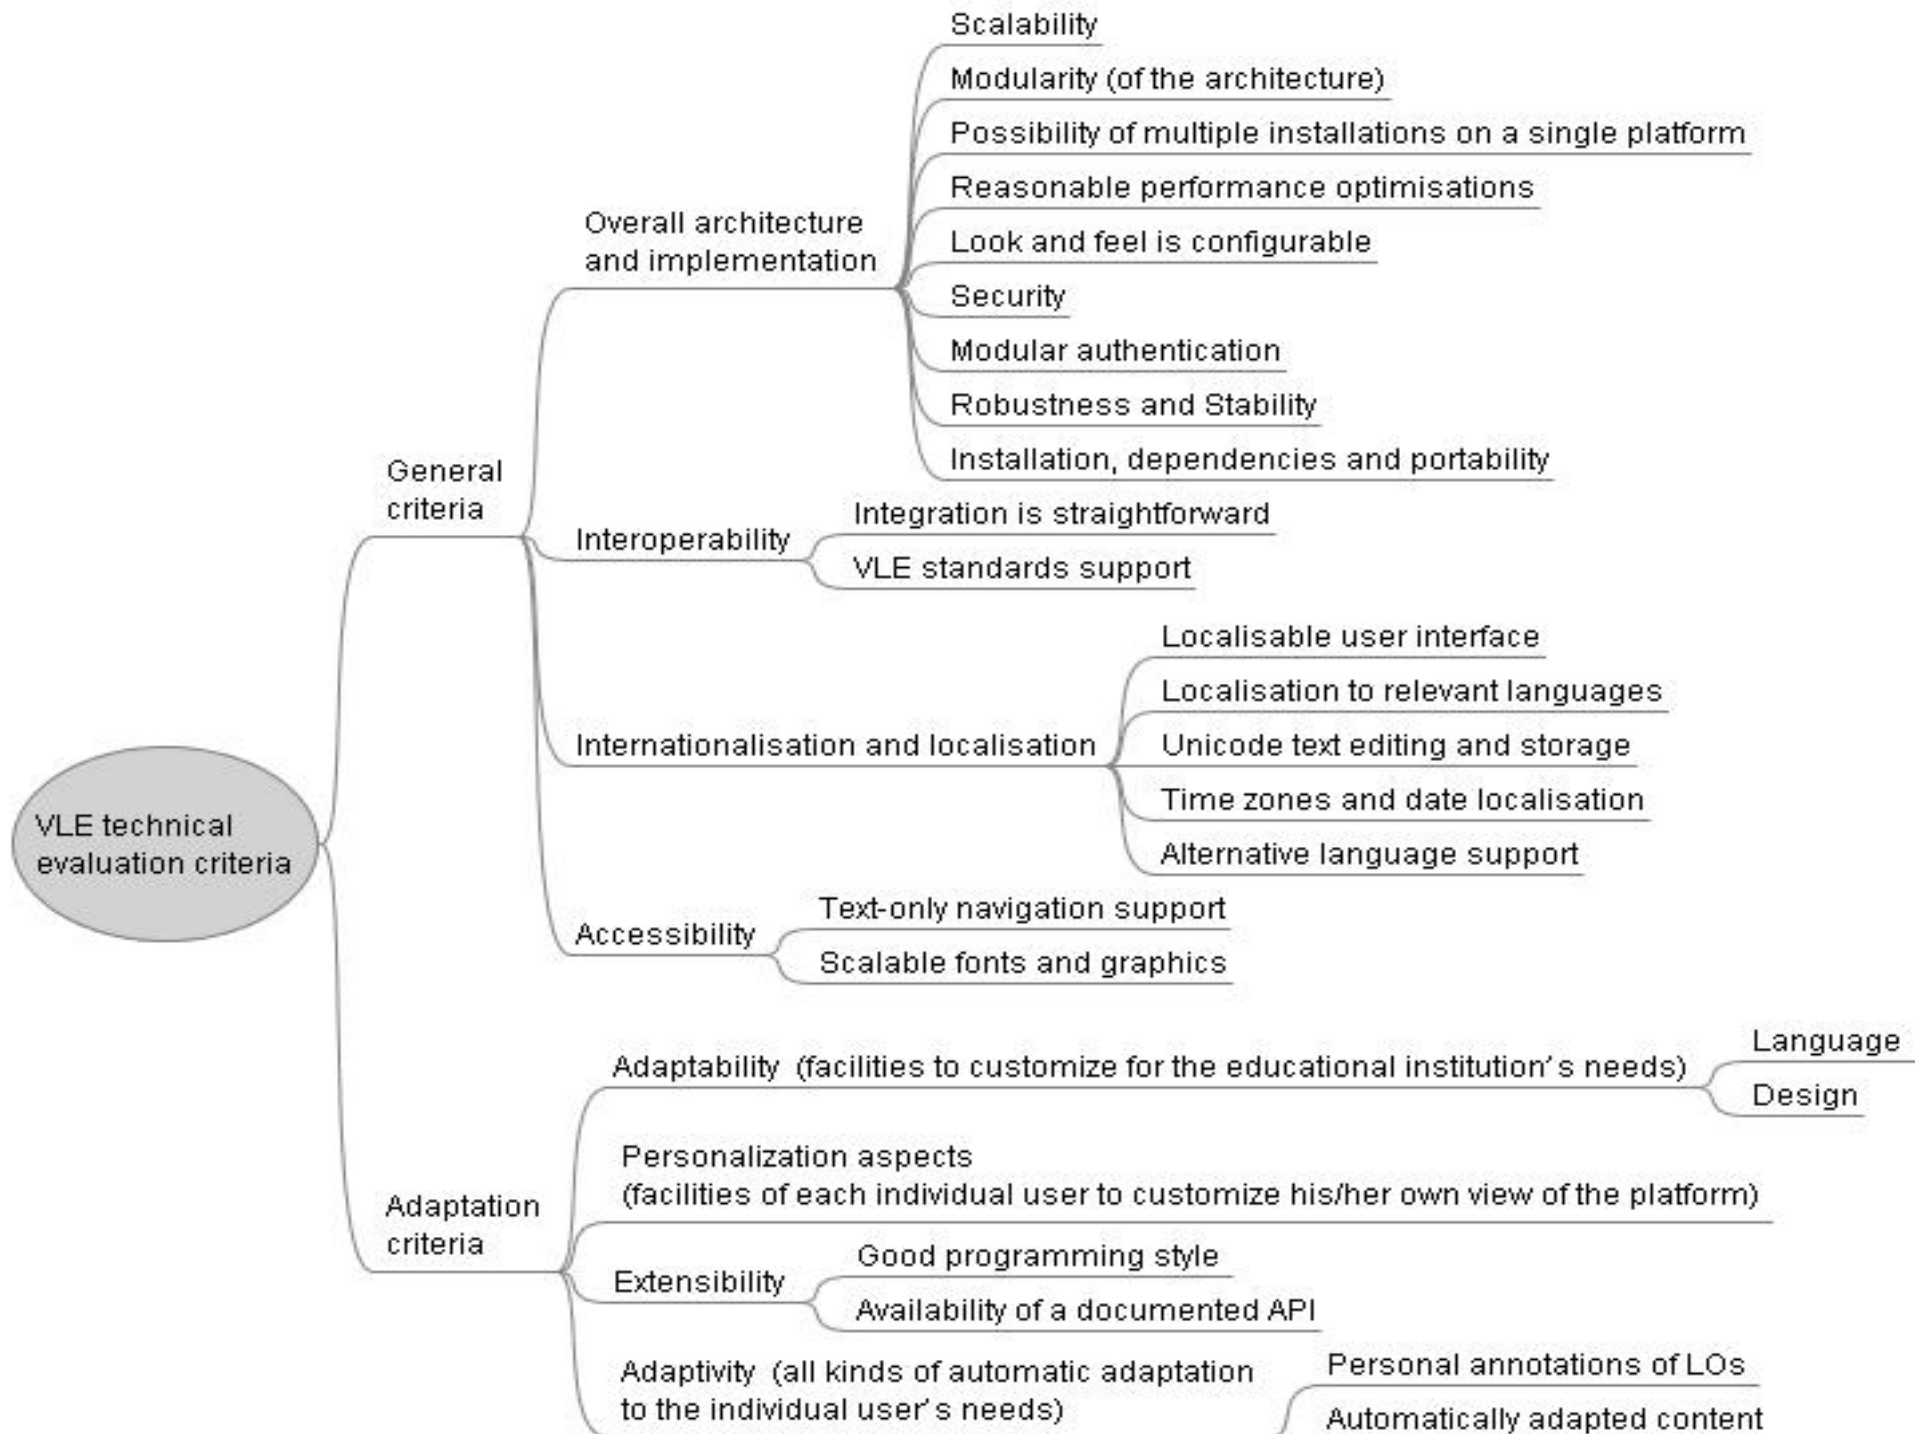 VLE technical
evaluation criteria
General
criteria
Overall architecture
and implementation
Scalability
Modularity (of the architecture)
Possibility of multiple installations on a single platform
Reasonable performance optimisations
Look and feel is configurable
Security
Modular authentication
Robustness and Stability
Installation, dependencies and portability
Interoperability
Integration is straightforward
VLE standards support
Internationalisation and localisation
Localisable user interface
Localisation to relevant languages
Unicode text editing and storage
Time zones and date localisation
Alternative language support
Accessibility
Text-only navigation support
Scalable fonts and graphics
Adaptation
criteria
Adaptability (facilities to customize for the educational institution's needs)
Language
Design
Personalization aspects
(facilities of each individual user to customize his/her own view of the platform)
Extensibility
Good programming style
Availability of a documented API
Adaptivity (all kinds of automatic adaptation
to the individual user's needs)
Personal annotations of LOs
Automatically adapted content